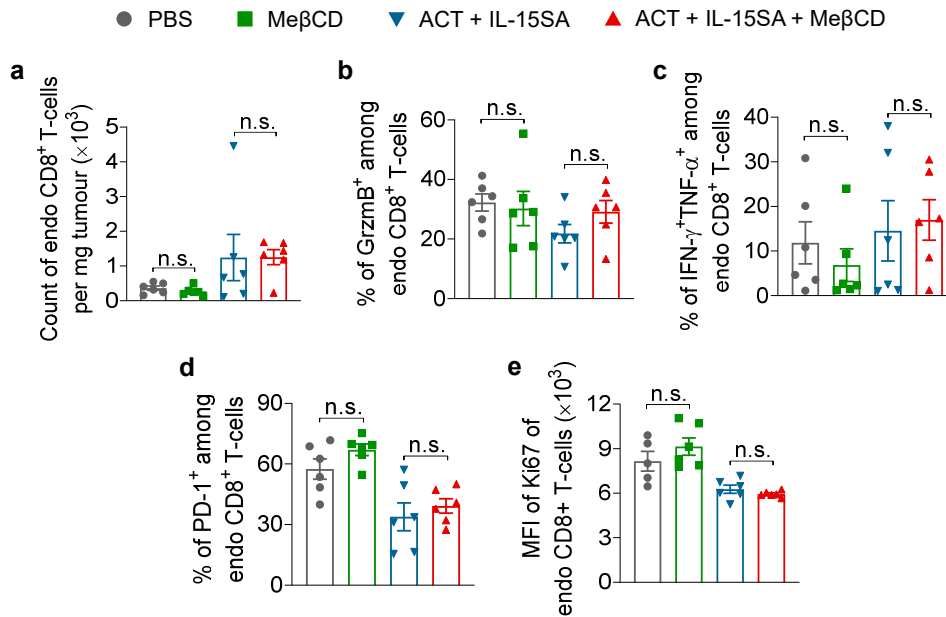 PBS MeβCD ACT + IL-15SA ACT + IL-15SA + MeβCD
a
Count of endo CD8⁺ T-cells
per mg tumour (×10³)
5
4
3
2
1
0
n.s.
n.s.
b
% of GrzmB⁺ among
endo CD8⁺ T-cells
60
40
20
0
n.s.
n.s.
c
% of IFN-γ⁺TNF-α⁺ among
endo CD8⁺ T-cells
40
30
20
10
0
n.s.
n.s.
d
% of PD-1⁺ among
endo CD8⁺ T-cells
90
60
30
0
n.s.
n.s.
e
MFI of Ki67 of
endo CD8+ T-cells (×10³)
12
9
6
3
0
n.s.
n.s.